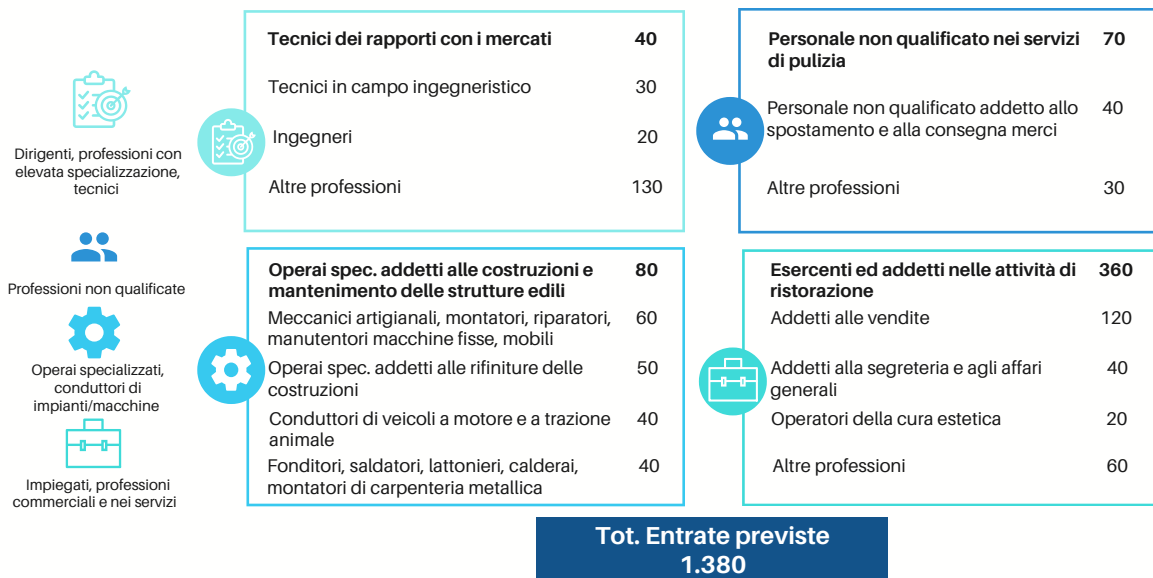 Dirigenti, professioni con
elevata specializzazione,
tecnici
Professioni non qualificate
Operai specializzati,
conduttori di
impianti/macchine
Impiegati, professioni
commerciali e nei servizi
Tecnici dei rapporti con i mercati 40
Tecnici in campo ingegneristico 30
Ingegneri 20
Altre professioni 130
Personale non qualificato nei servizi 70
di pulizia
Personale non qualificato addetto allo 40
spostamento e alla consegna merci
Altre professioni 30
Operai spec. addetti alle costruzioni e 80
mantenimento delle strutture edili
Meccanici artigianali, montatori, riparatori, 60
manutentori macchine fisse, mobili
Operai spec. addetti alle rifiniture delle 50
costruzioni
Conduttori di veicoli a motore e a trazione 40
animale
Fonditori, saldatori, lattonieri, calderai, 40
montatori di carpenteria metallica
Esercenti ed addetti nelle attività di 360
ristorazione
Addetti alle vendite 120
Addetti alla segreteria e agli affari 40
generali
Operatori della cura estetica 20
Altre professioni 60
Tot. Entrate previste
1.380